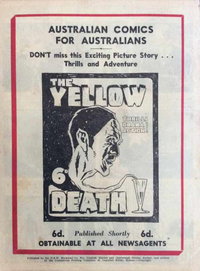 AUSTRALIAN COMICS
FOR AUSTRALIANS
DON'T miss this Exciting Picture Story . . .
Thrills and Adventure
THE
YELLOW
THRILLS
6ᴰ
DEATH
6d. Published Shortly 6d.
OBTAINABLE AT ALL NEWSAGENTS